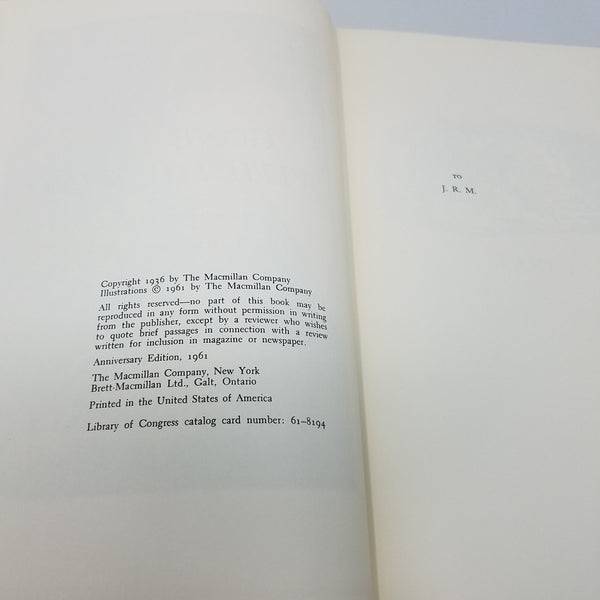 Copyright 1936 by The Macmillan Company
Illustrations © 1961 by The Macmillan Company
All rights reserved—no part of this book may be
reproduced in any form without permission in writing
from the publisher, except by a reviewer who wishes
to quote brief passages in connection with a review
written for inclusion in magazine or newspaper.
Anniversary Edition, 1961
The Macmillan Company, New York
Brett-Macmillan Ltd., Galt, Ontario
Printed in the United States of America
Library of Congress catalog card number: 61–8194
TO
J. R. M.